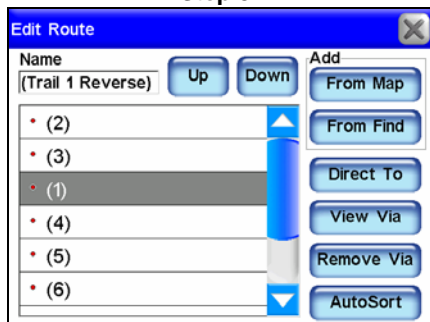 Edit Route
Name
(Trail 1 Reverse)
Up
Down
Add
From Map
From Find
(2)
(3)
(1)
(4)
(5)
(6)
Direct To
View Via
Remove Via
AutoSort